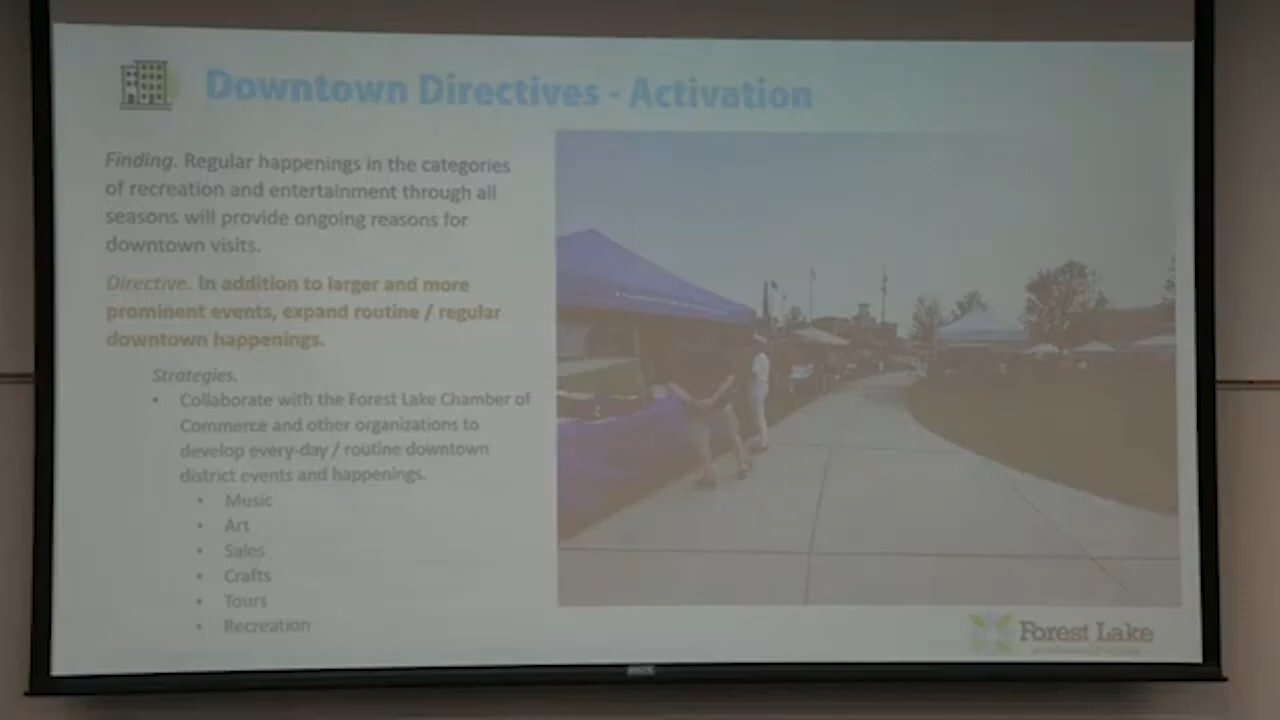 Downtown Directives - Activation
Finding. Regular happenings in the categories
of recreation and entertainment through all
seasons will provide ongoing reasons for
downtown visits.
Directive. In addition to larger and more
prominent events, expand routine / regular
downtown happenings.
Strategies.
• Collaborate with the Forest Lake Chamber of
Commerce and other organizations to
develop every-day / routine downtown
district events and happenings.
• Music
• Art
• Sales
• Crafts
• Tours
• Recreation
Forest Lake